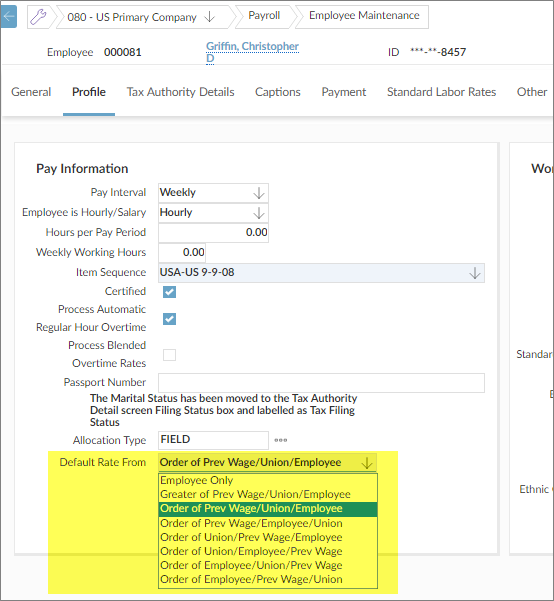 080 - US Primary Company
Payroll
Employee Maintenance
Employee 000081
Griffin, Christopher
D
ID ***-**-8457
General Profile Tax Authority Details Captions Payment Standard Labor Rates Other
Pay Information
Pay Interval Weekly
Employee is Hourly/Salary Hourly
Hours per Pay Period 0.00
Weekly Working Hours 0.00
Item Sequence USA-US 9-9-08
Certified
Process Automatic
Regular Hour Overtime
Process Blended
Overtime Rates
Passport Number
The Marital Status has been moved to the Tax Authority
Detail screen Filing Status box and labelled as Tax Filing
Status
Allocation Type FIELD
Default Rate From Order of Prev Wage/Union/Employee
Employee Only
Greater of Prev Wage/Union/Employee
Order of Prev Wage/Union/Employee
Order of Prev Wage/Employee/Union
Order of Union/Prev Wage/Employee
Order of Union/Employee/Prev Wage
Order of Employee/Union/Prev Wage
Order of Employee/Prev Wage/Union
Wo
Standard
E
Ethnic